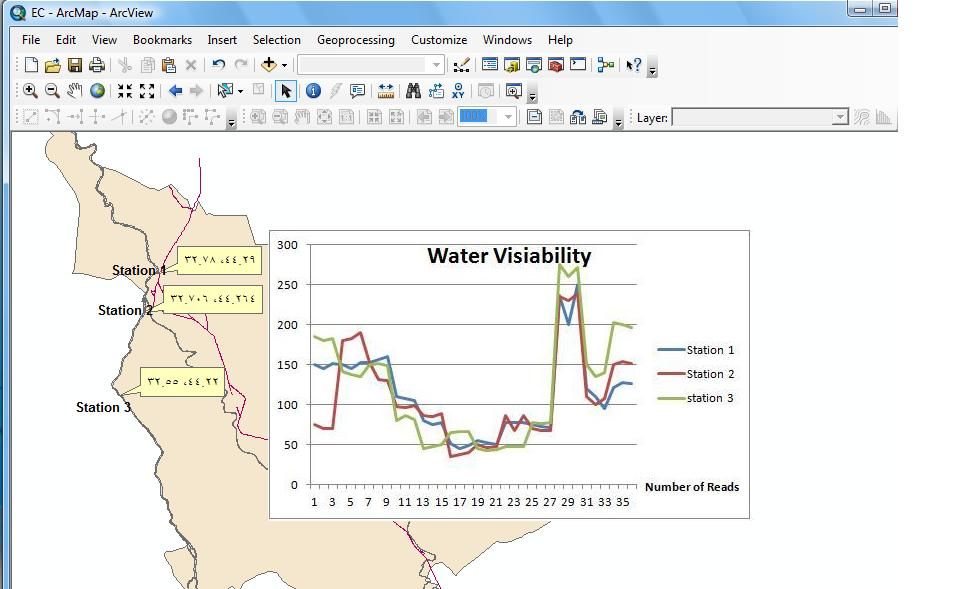 EC - ArcMap - ArcView
File Edit View Bookmarks Insert Selection Geoprocessing Customize Windows Help
100% Layer:
Station 1 ٣٢٫٧٨ ،٤٤٫٢٩
Station 2 ٣٢٫٧٠٦ ،٤٤٫٢٦٤
٣٢٫٥٥ ،٤٤٫٢٢
Station 3
Water Visiability
300
250
200
150
100
50
0
1 3 5 7 9 11 13 15 17 19 21 23 25 27 29 31 33 35
Number of Reads
Station 1
Station 2
station 3